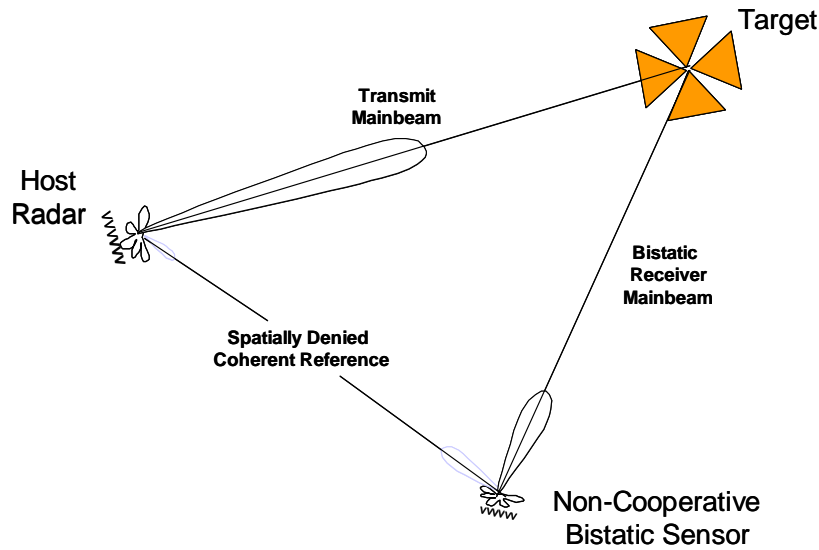 Target
Transmit
Mainbeam
Host
Radar
Bistatic
Receiver
Mainbeam
Spatially Denied
Coherent Reference
Non-Cooperative
Bistatic Sensor